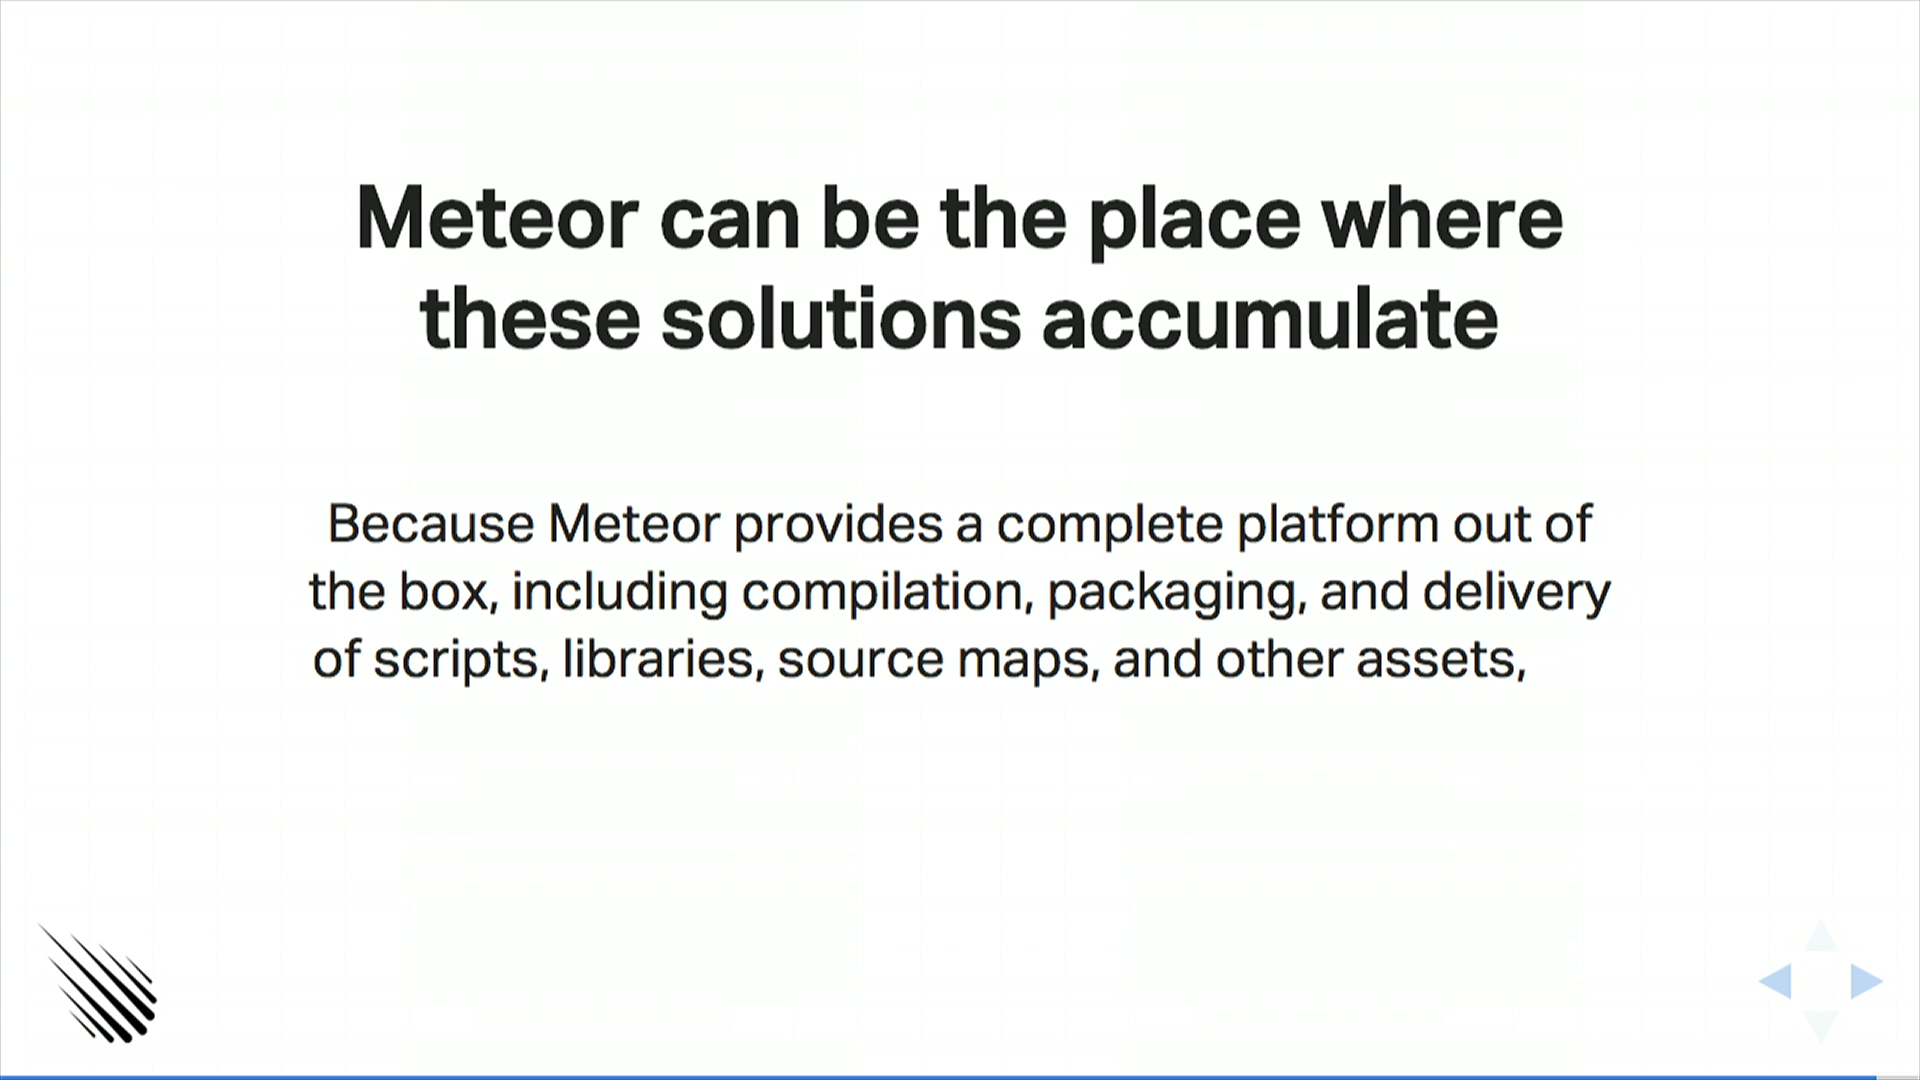 Meteor can be the place where
these solutions accumulate
Because Meteor provides a complete platform out of
the box, including compilation, packaging, and delivery
of scripts, libraries, source maps, and other assets,